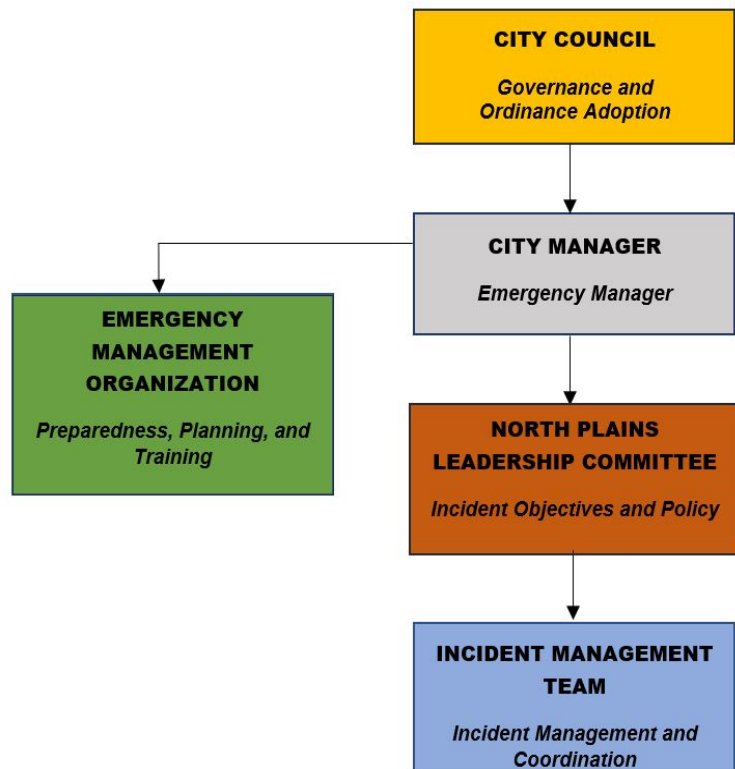 CITY COUNCIL
Governance and
Ordinance Adoption
CITY MANAGER
Emergency Manager
EMERGENCY
MANAGEMENT
ORGANIZATION
Preparedness, Planning, and
Training
NORTH PLAINS
LEADERSHIP COMMITTEE
Incident Objectives and Policy
INCIDENT MANAGEMENT
TEAM
Incident Management and
Coordination